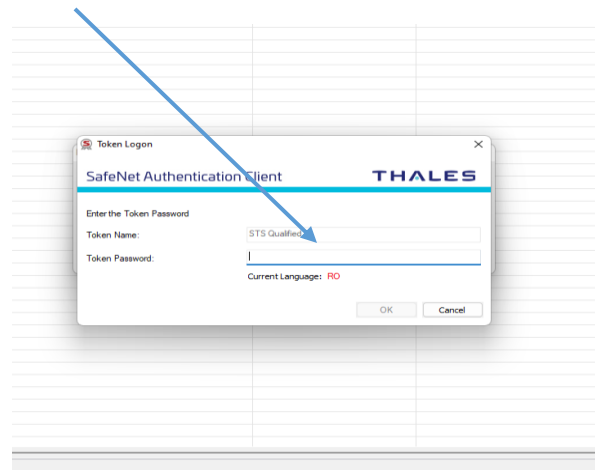 Token Logon
SafeNet Authentication Client THALES
Enter the Token Password
Token Name: STS Qualified
Token Password:
Current Language: RO
OK Cancel